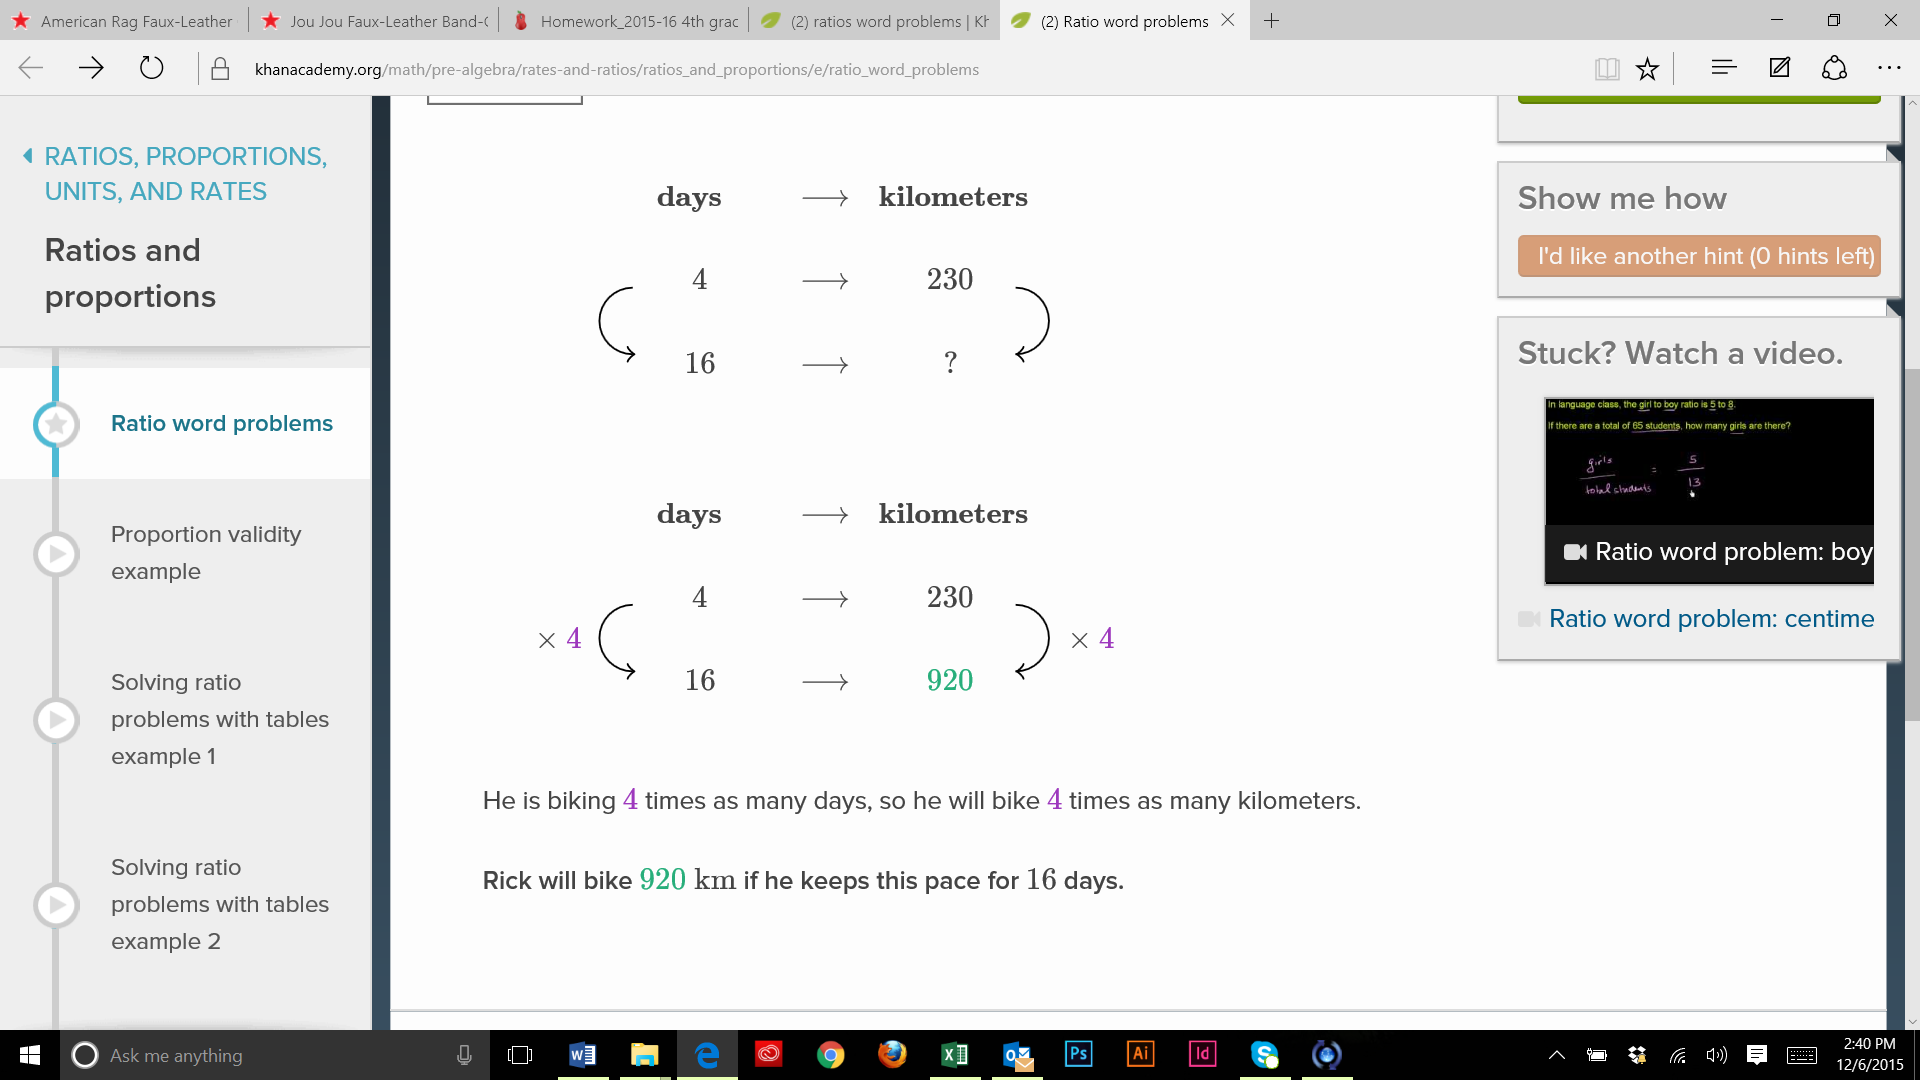 American Rag Faux-Leather
Jou Jou Faux-Leather Band-C
Homework_2015-16 4th grac
(2) ratios word problems | Kh
(2) Ratio word problems
khanacademy.org/math/pre-algebra/rates-and-ratios/ratios_and_proportions/e/ratio_word_problems
RATIOS, PROPORTIONS,
UNITS, AND RATES
Ratios and
proportions
Ratio word problems
Proportion validity
example
Solving ratio
problems with tables
example 1
Solving ratio
problems with tables
example 2
days → kilometers
4 → 230
16 → ?
days → kilometers
4 → 230
× 4 × 4
16 → 920
He is biking 4 times as many days, so he will bike 4 times as many kilometers.
Rick will bike 920 km if he keeps this pace for 16 days.
Show me how
I'd like another hint (0 hints left)
Stuck? Watch a video.
In language class, the girl to boy ratio is 5 to 8.
If there are a total of 65 students, how many girls are there?
girls = 5
total students 13
Ratio word problem: boy
Ratio word problem: centime
Ask me anything
Ps
Ai
Id
2:40 PM
12/6/2015